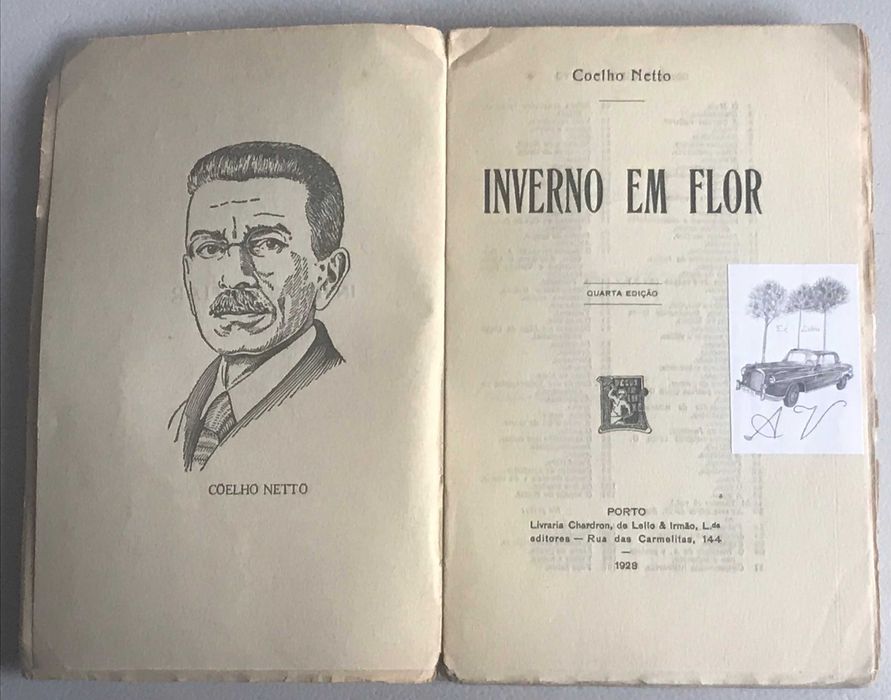 COELHO NETTO
Coelho Netto
INVERNO EM FLOR
QUARTA EDIÇÃO
PORTO
Livraria Chardron, de Lello & Irmão, L.da
editores — Rua das Carmelitas, 144
1928
A V